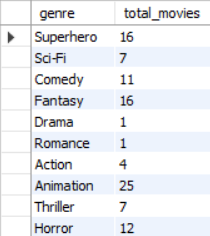 genre total_movies
Superhero 16
Sci-Fi 7
Comedy 11
Fantasy 16
Drama 1
Romance 1
Action 4
Animation 25
Thriller 7
Horror 12